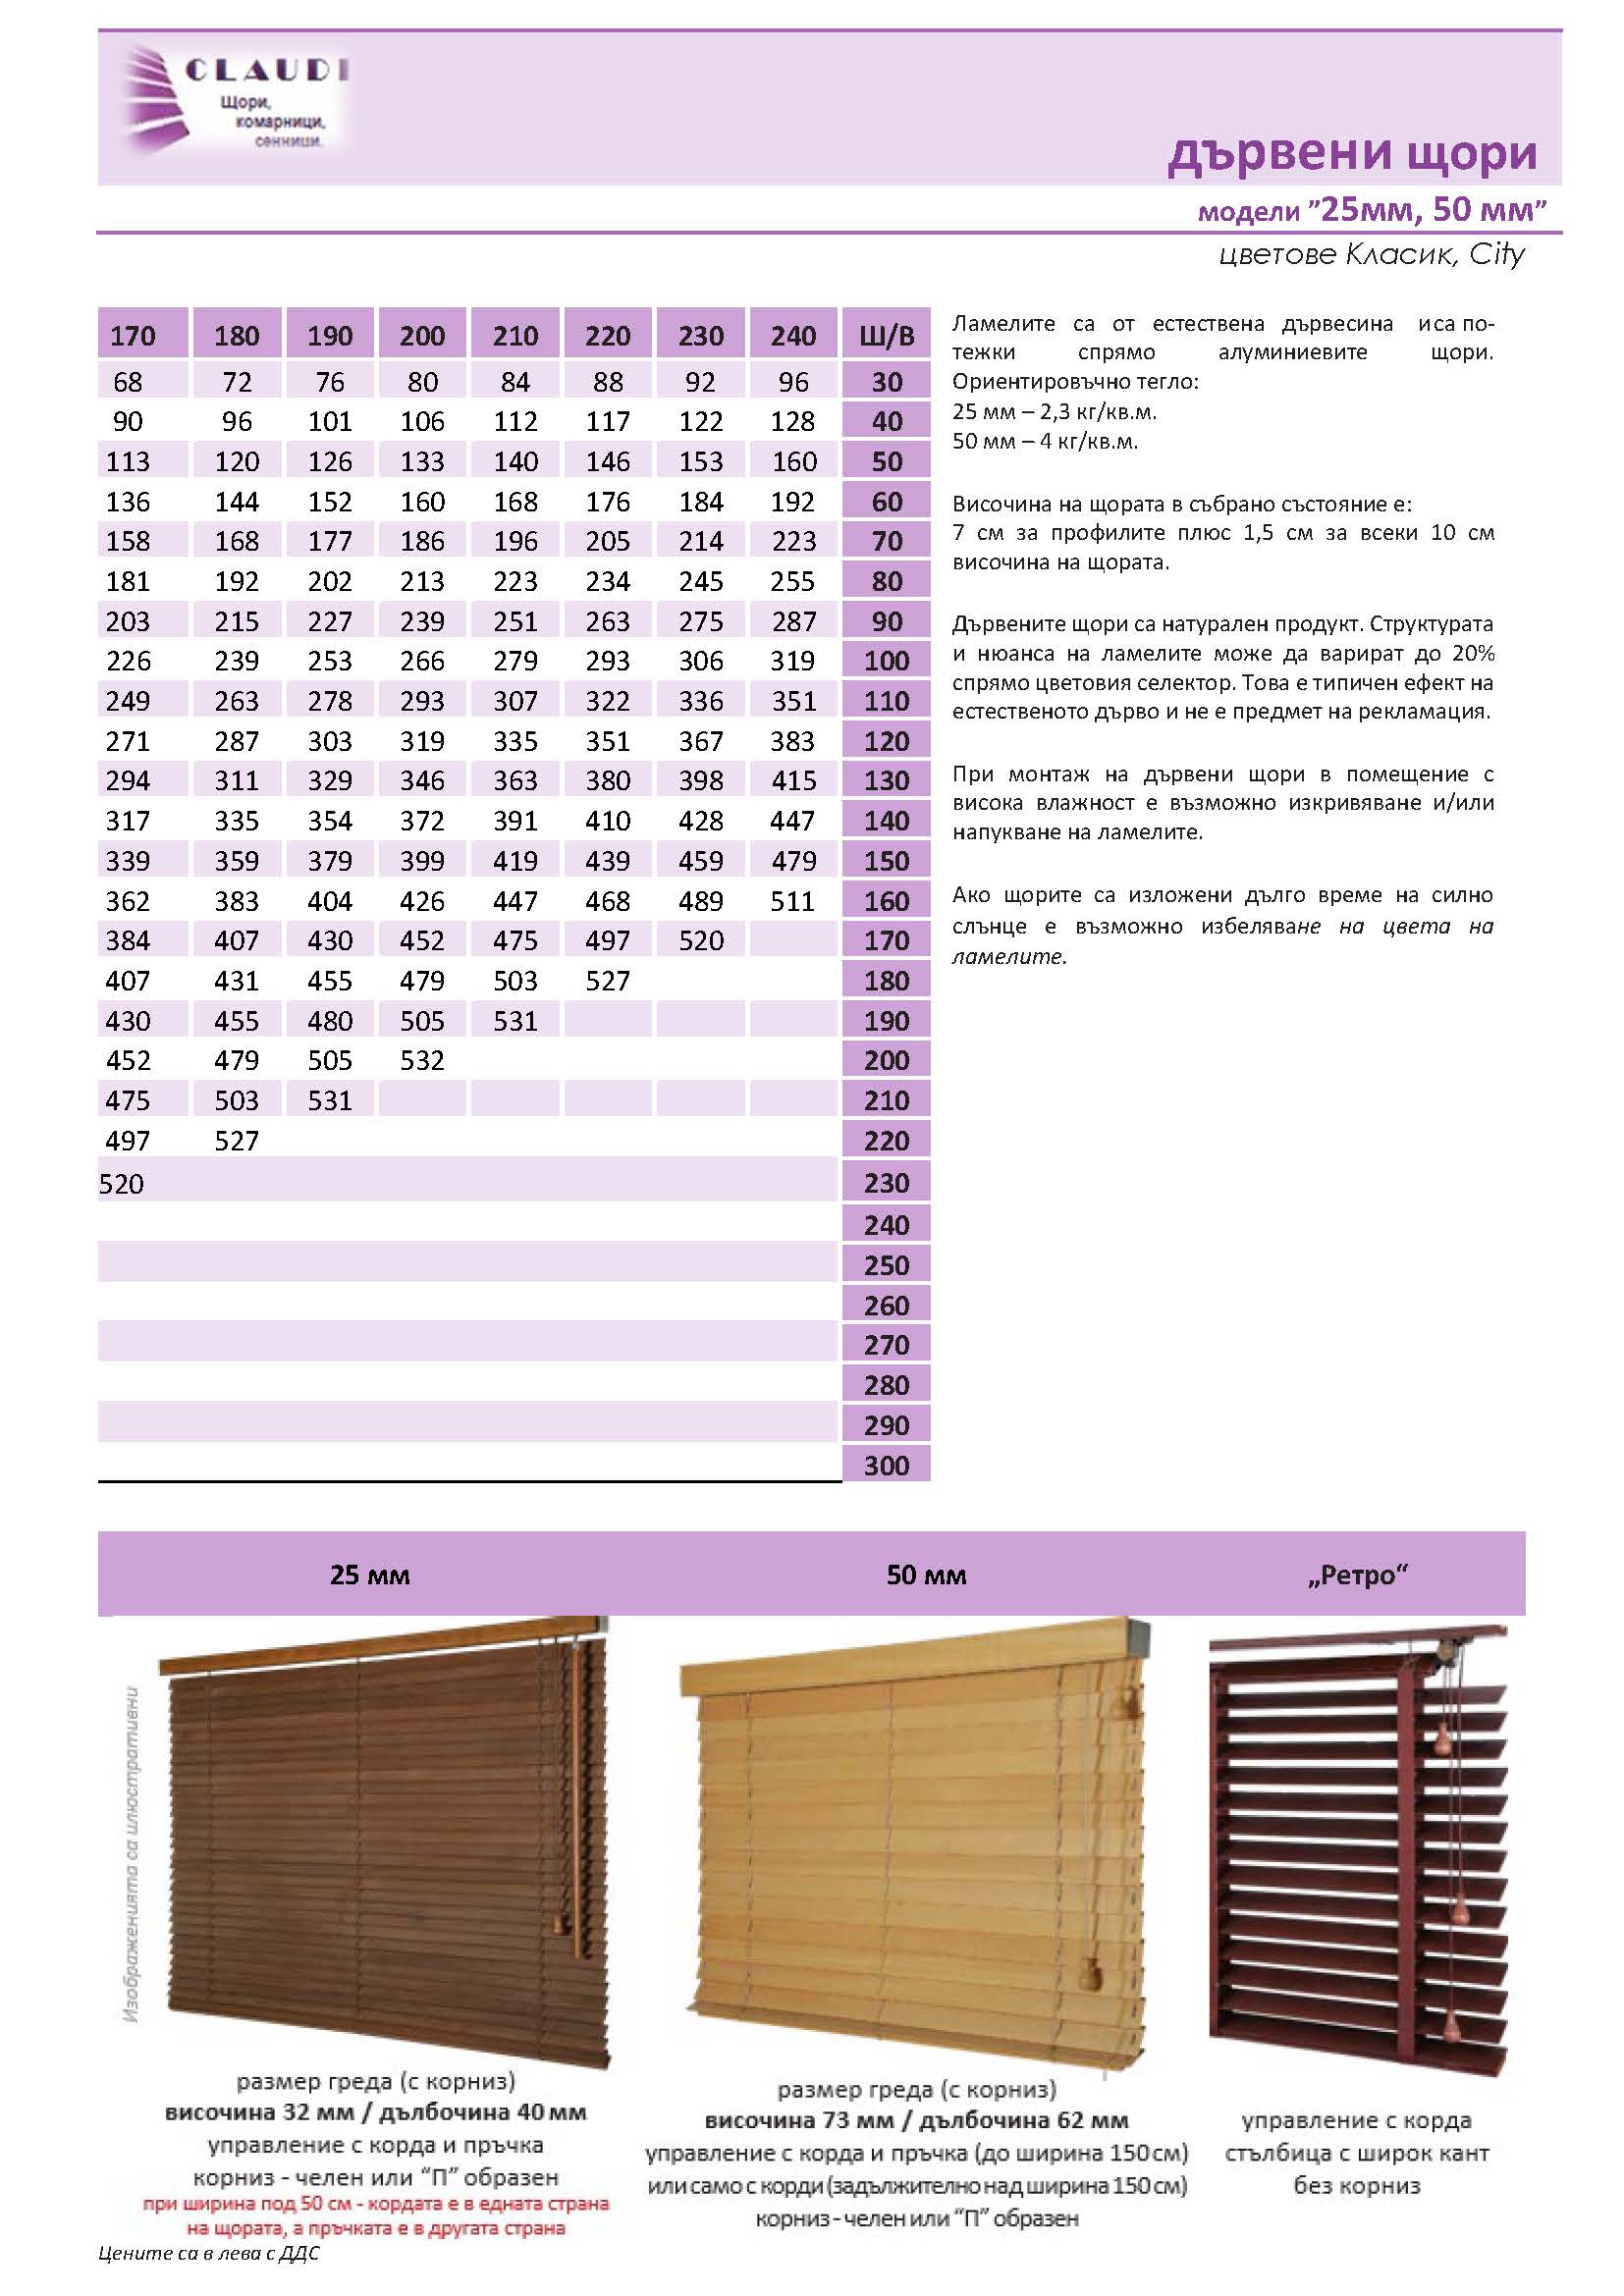 CLAUDI
Щори,
комарници,
сенници.
дървени щори
модели ”25мм, 50 мм”
цветове Класик, City
170 180 190 200 210 220 230 240 Ш/В
68 72 76 80 84 88 92 96 30
90 96 101 106 112 117 122 128 40
113 120 126 133 140 146 153 160 50
136 144 152 160 168 176 184 192 60
158 168 177 186 196 205 214 223 70
181 192 202 213 223 234 245 255 80
203 215 227 239 251 263 275 287 90
226 239 253 266 279 293 306 319 100
249 263 278 293 307 322 336 351 110
271 287 303 319 335 351 367 383 120
294 311 329 346 363 380 398 415 130
317 335 354 372 391 410 428 447 140
339 359 379 399 419 439 459 479 150
362 383 404 426 447 468 489 511 160
384 407 430 452 475 497 520 170
407 431 455 479 503 527 180
430 455 480 505 531 190
452 479 505 532 200
475 503 531 210
497 527 220
520 230
240
250
260
270
280
290
300
Ламелите са от естествена дървесина иса по-
тежки спрямо алуминиевите щори.
Ориентировъчно тегло:
25 мм – 2,3 кг/кв.м.
50 мм – 4 кг/кв.м.
Височина на щората в събрано състояние е:
7 см за профилите плюс 1,5 см за всеки 10 см
височина на щората.
Дървените щори са натурален продукт. Структурата
и нюанса на ламелите може да варират до 20%
спрямо цветовия селектор. Това е типичен ефект на
естественото дърво и не е предмет на рекламация.
При монтаж на дървени щори в помещение с
висока влажност е възможно изкривяване и/или
напукване на ламелите.
Ако щорите са изложени дълго време на силно
слънце е възможно избеляване на цвета на
ламелите.
25 мм 50 мм „Ретро“
Изображенията са илюстративни
размер греда (с корниз)
височина 32 мм / дълбочина 40 мм
управление с корда и пръчка
корниз - челен или “П” образен
при ширина под 50 см - кордата е в едната страна
на щората, а пръчката е в другата страна
размер греда (с корниз)
височина 73 мм / дълбочина 62 мм
управление с корда и пръчка (до ширина 150 см)
или само с корди (задължително над ширина 150 см)
корниз - челен или “П” образен
управление с корда
стълбица с широк кант
без корниз
Цените са в лева с ДДС